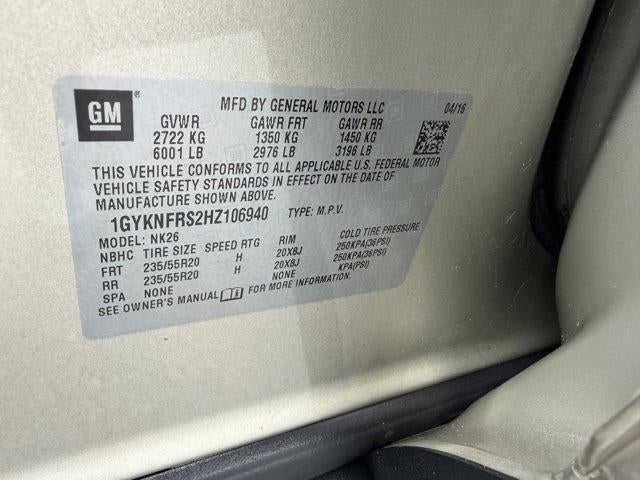 GM ®
MFD BY GENERAL MOTORS LLC 04/16
GVWR GAWR FRT GAWR RR
2722 KG 1350 KG 1450 KG
6001 LB 2976 LB 3196 LB
THIS VEHICLE CONFORMS TO ALL APPLICABLE U.S. FEDERAL MOTOR
VEHICLE SAFETY STANDARDS IN EFFECT ON THE DATE OF
MANUFACTURE SHOWN ABOVE.
1GYKNFRS2HZ106940 TYPE: M.P.V.
MODEL: NK26
NBHC TIRE SIZE SPEED RTG RIM COLD TIRE PRESSURE
FRT 235/55R20 H 20X8J 250KPA(36PSI)
RR 235/55R20 H 20X8J 250KPA(36PSI)
SPA NONE NONE KPA(PSI)
SEE OWNER'S MANUAL FOR MORE INFORMATION.